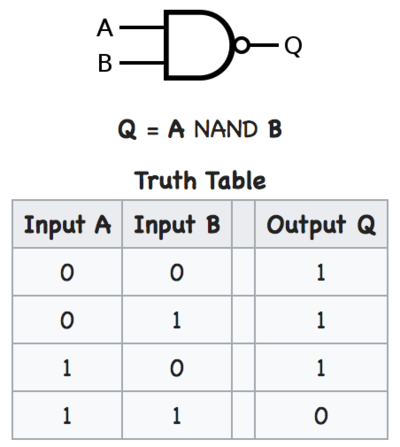 A
B
Q
Q = A NAND B
Truth Table
Input A Input B Output Q
0 0 1
0 1 1
1 0 1
1 1 0